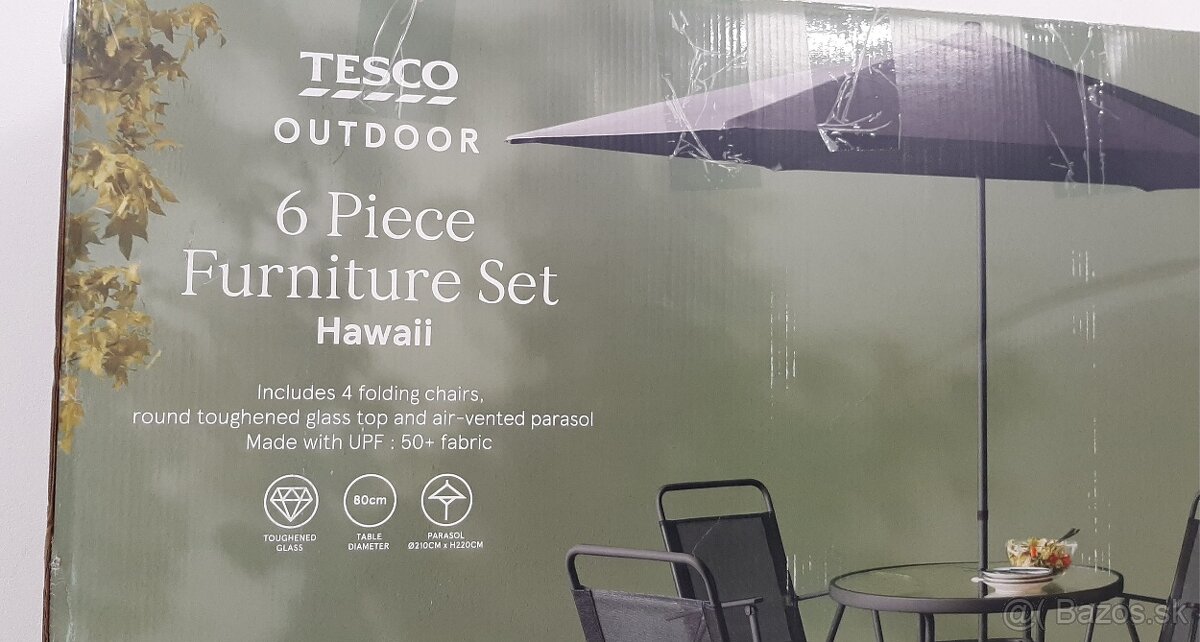 TESCO
OUTDOOR
6 Piece
Furniture Set
Hawaii
Includes 4 folding chairs,
round toughened glass top and air-vented parasol
Made with UPF : 50+ fabric
TOUGHENED
GLASS
80cm
TABLE
DIAMETER
PARASOL
Ø210CM x H220CM
Bazos.sk